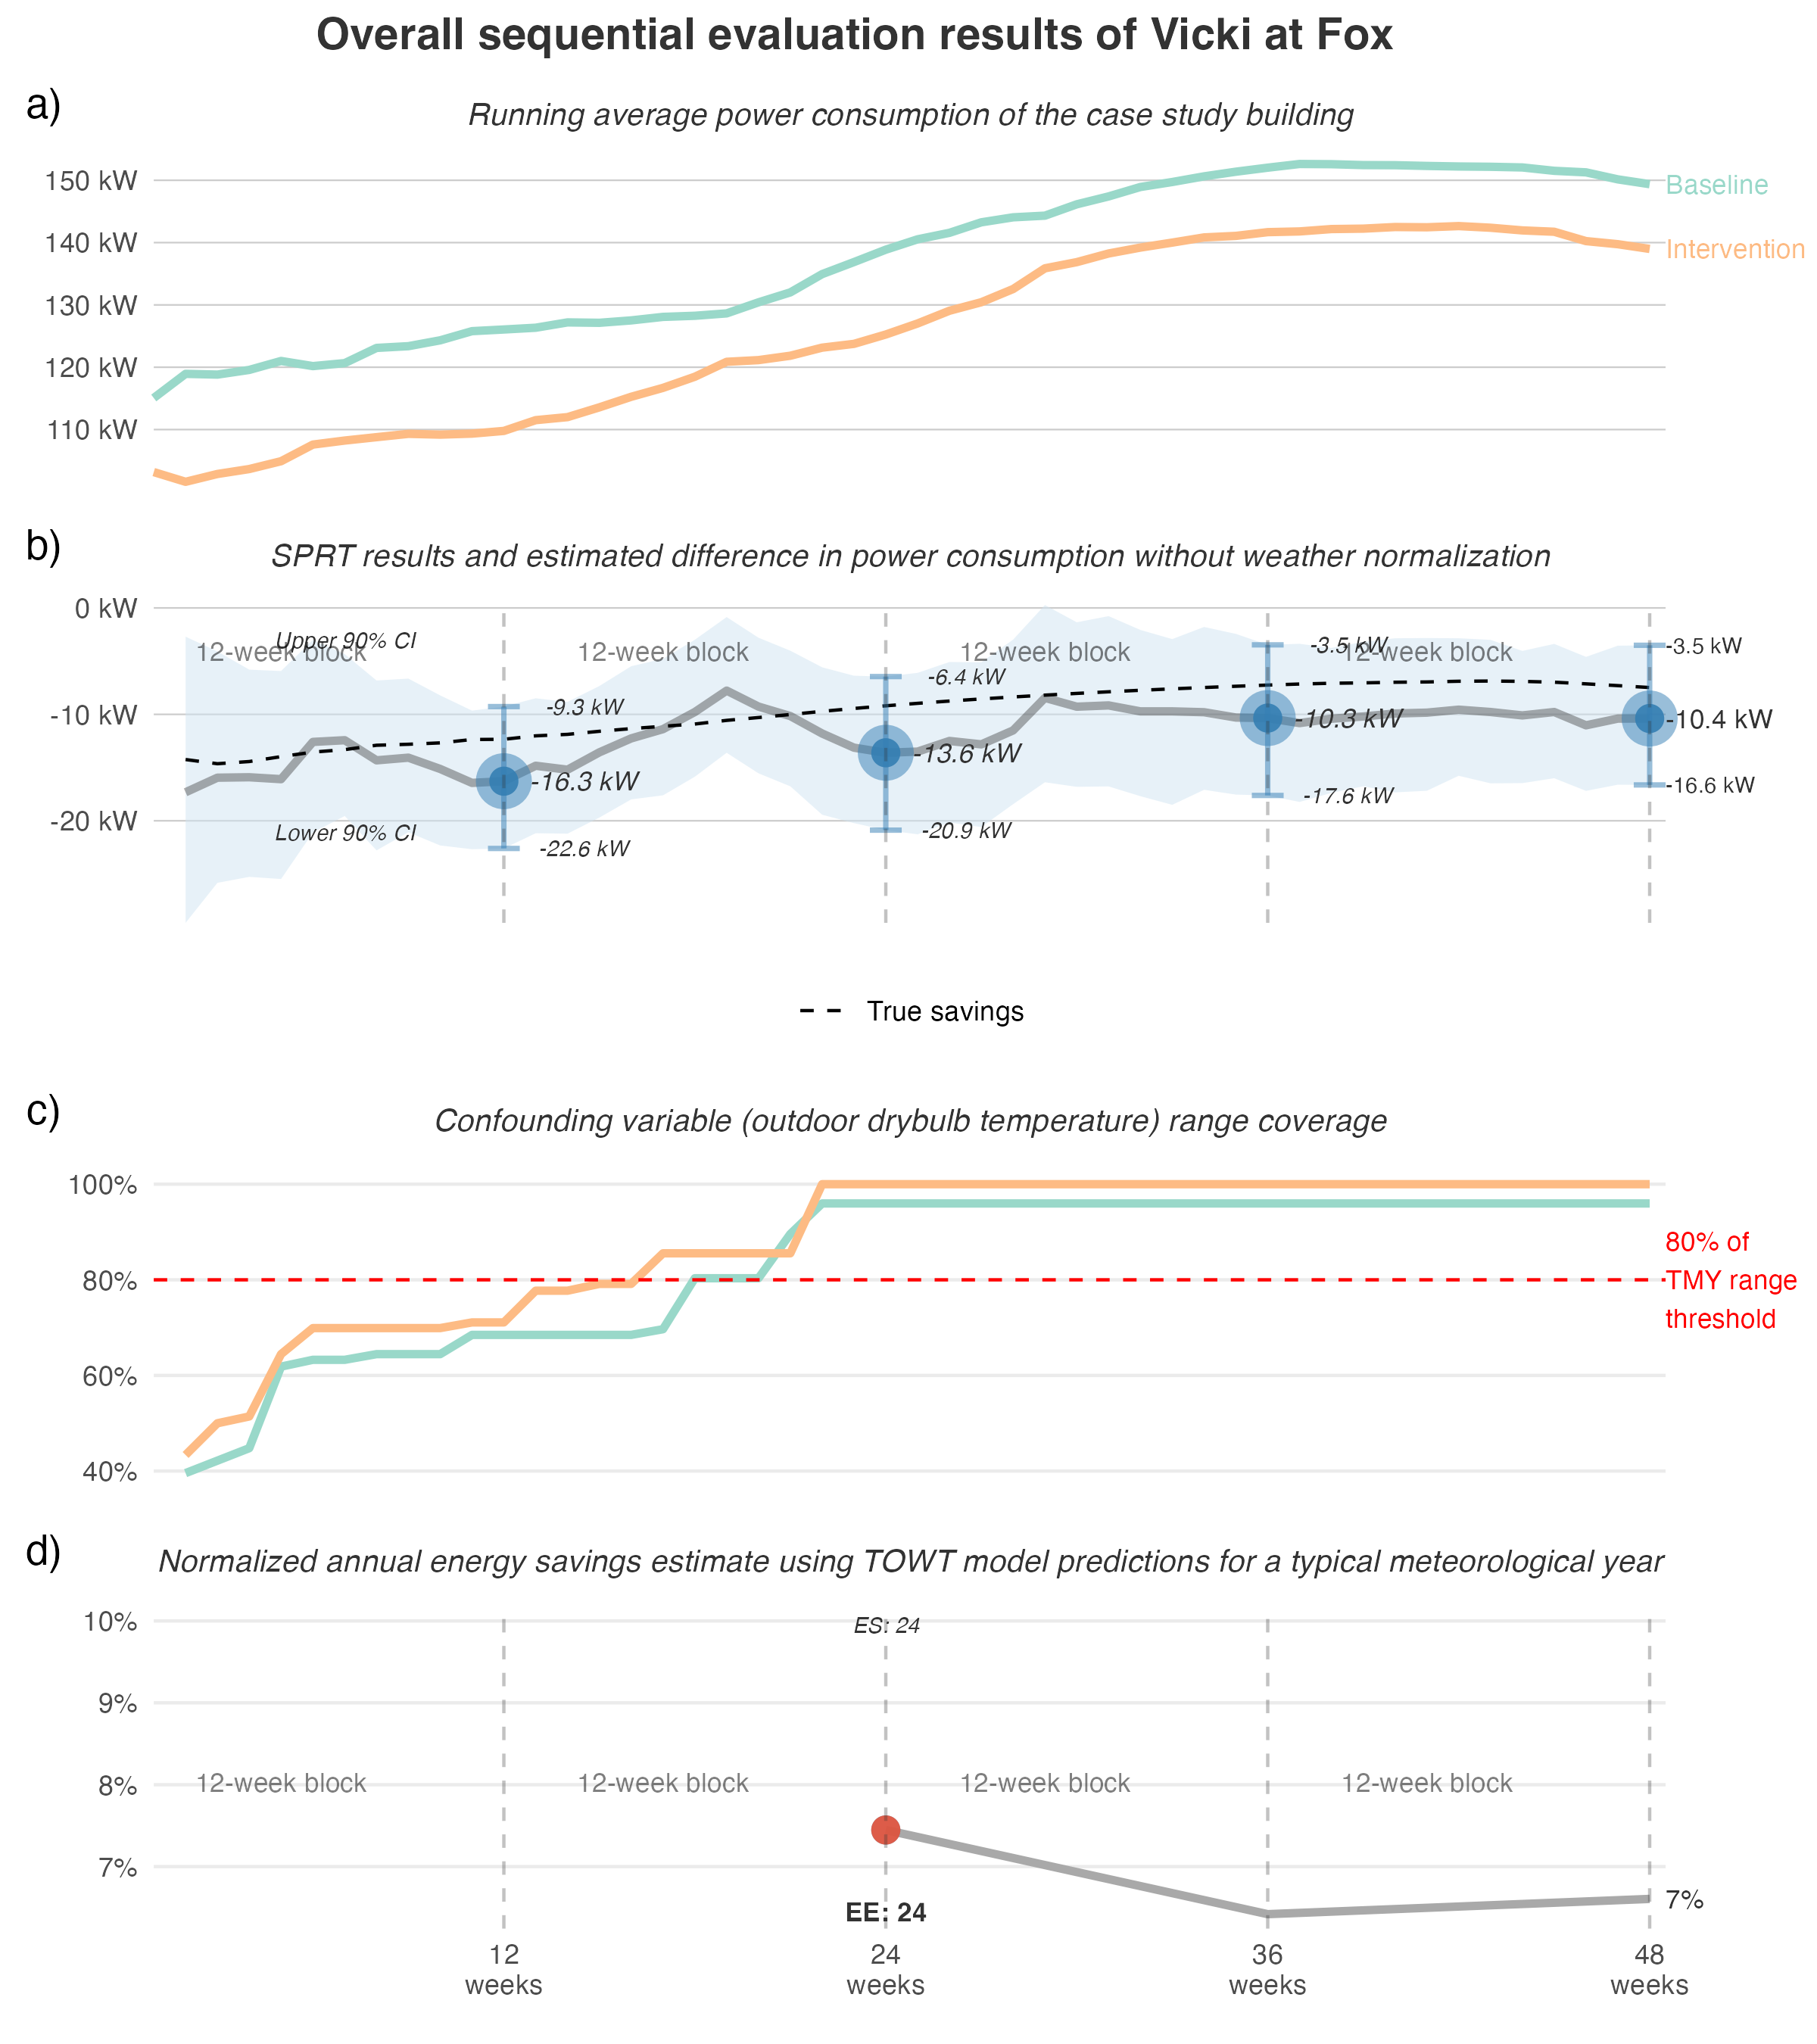 Overall sequential evaluation results of Vicki at Fox
a)
Running average power consumption of the case study building
150 kW
140 kW
130 kW
120 kW
110 kW
Baseline
Intervention
b)
SPRT results and estimated difference in power consumption without weather normalization
0 kW
-10 kW
-20 kW
Upper 90% CI
12-week block
12-week block
12-week block
12-week block
Lower 90% CI
-9.3 kW
-16.3 kW
-22.6 kW
-6.4 kW
-13.6 kW
-20.9 kW
-3.5 kW
-10.3 kW
-17.6 kW
-3.5 kW
-10.4 kW
-16.6 kW
True savings
c)
Confounding variable (outdoor drybulb temperature) range coverage
100%
80%
60%
40%
80% of
TMY range
threshold
d)
Normalized annual energy savings estimate using TOWT model predictions for a typical meteorological year
10%
9%
8%
7%
ES: 24
12-week block
12-week block
12-week block
12-week block
EE: 24
7%
12
weeks
24
weeks
36
weeks
48
weeks